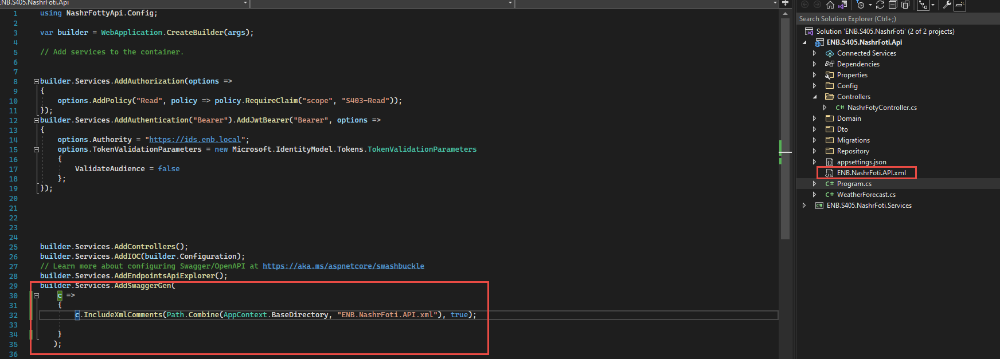 ENB.S405.NashrFoti.Api
1 using NashrFottyApi.Config;
2
3 var builder = WebApplication.CreateBuilder(args);
4
5 // Add services to the container.
6
7
8 builder.Services.AddAuthorization(options =>
9 {
10 options.AddPolicy("Read", policy => policy.RequireClaim("scope", "S403-Read"));
11 });
12 builder.Services.AddAuthentication("Bearer").AddJwtBearer("Bearer", options =>
13 {
14 options.Authority = "https://ids.enb.local";
15 options.TokenValidationParameters = new Microsoft.IdentityModel.Tokens.TokenValidationParameters
16 {
17 ValidateAudience = false
18 };
19 });
20
21
22
23
24
25 builder.Services.AddControllers();
26 builder.Services.AddIOC(builder.Configuration);
27 // Learn more about configuring Swagger/OpenAPI at https://aka.ms/aspnetcore/swashbuckle
28 builder.Services.AddEndpointsApiExplorer();
29 builder.Services.AddSwaggerGen(
30 c =>
31 {
32 c.IncludeXmlComments(Path.Combine(AppContext.BaseDirectory, "ENB.NashrFoti.API.xml"), true);
33
34 }
35 );
36
Search Solution Explorer (Ctrl+;)
Solution 'ENB.S405.NashrFoti' (2 of 2 projects)
ENB.S405.NashrFoti.Api
Connected Services
Dependencies
Properties
Config
Controllers
C# NashrFotyController.cs
Domain
Dto
Migrations
Repository
appsettings.json
ENB.NashrFoti.API.xml
C# Program.cs
C# WeatherForecast.cs
C# ENB.S405.NashrFoti.Services